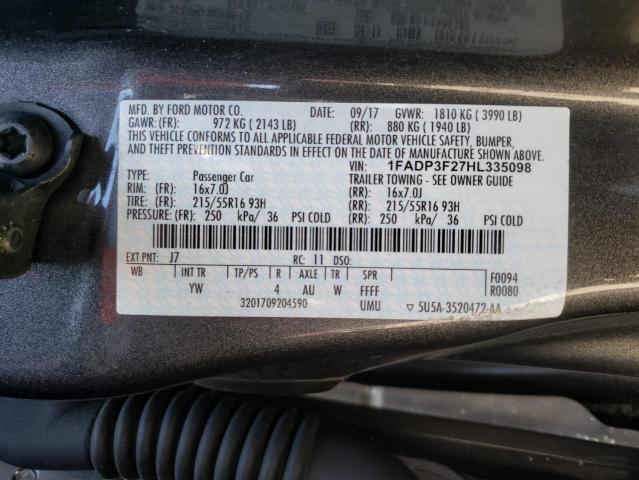 MFD. BY FORD MOTOR CO. DATE: 09/17 GVWR: 1810 KG ( 3990 LB)
GAWR:(FR): 972 KG ( 2143 LB) (RR): 880 KG ( 1940 LB)
THIS VEHICLE CONFORMS TO ALL APPLICABLE FEDERAL MOTOR VEHICLE SAFETY, BUMPER,
AND THEFT PREVENTION STANDARDS IN EFFECT ON THE DATE OF MANUFACTURE SHOWN ABOVE.
VIN: 1FADP3F27HL335098
TYPE: Passenger Car TRAILER TOWING - SEE OWNER GUIDE
RIM: (FR) 16x7.0J (RR): 16x7.0J
TIRE: (FR) 215/55R16 93H (RR): 215/55R16 93H
PRESSURE: (FR) 250 kPa/ 36 PSI COLD (RR): 250 kPa/ 36 PSI COLD
EXT PNT: J7 RC: 11 DSO:
WB INT TR TP/PS R AXLE TR SPR F0094
YW 4 AU W FFFF R0080
3201709204590 UMU ▽ 5U5A-3520472-AA